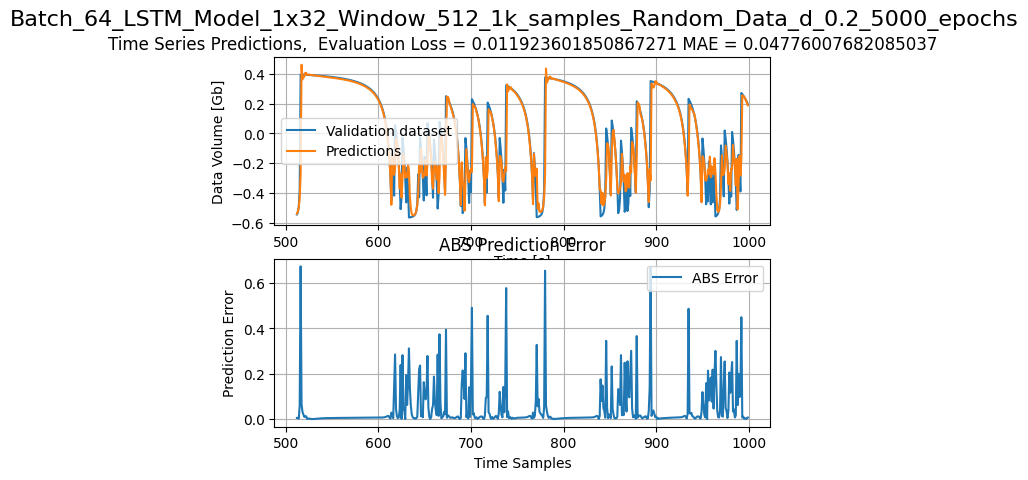 Batch_64_LSTM_Model_1x32_Window_512_1k_samples_Random_Data_d_0.2_5000_epochs
Time Series Predictions,  Evaluation Loss = 0.011923601850867271 MAE = 0.04776007682085037
Data Volume [Gb]
0.4
0.2
0.0
−0.2
−0.4
−0.6
Validation dataset
Predictions
500 600 700 800 900 1000
Time [s]
ABS Prediction Error
Prediction Error
0.6
0.4
0.2
0.0
ABS Error
500 600 700 800 900 1000
Time Samples